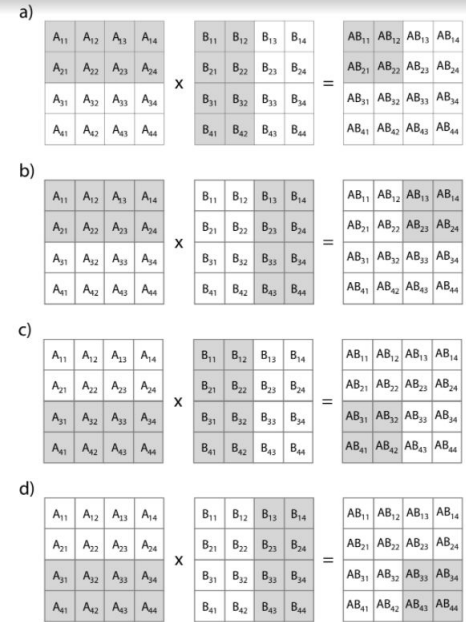 a)
A₁₁ A₁₂ A₁₃ A₁₄ B₁₁ B₁₂ B₁₃ B₁₄ AB₁₁ AB₁₂ AB₁₃ AB₁₄
A₂₁ A₂₂ A₂₃ A₂₄ B₂₁ B₂₂ B₂₃ B₂₄ AB₂₁ AB₂₂ AB₂₃ AB₂₄
x =
A₃₁ A₃₂ A₃₃ A₃₄ B₃₁ B₃₂ B₃₃ B₃₄ AB₃₁ AB₃₂ AB₃₃ AB₃₄
A₄₁ A₄₂ A₄₃ A₄₄ B₄₁ B₄₂ B₄₃ B₄₄ AB₄₁ AB₄₂ AB₄₃ AB₄₄
b)
A₁₁ A₁₂ A₁₃ A₁₄ B₁₁ B₁₂ B₁₃ B₁₄ AB₁₁ AB₁₂ AB₁₃ AB₁₄
A₂₁ A₂₂ A₂₃ A₂₄ B₂₁ B₂₂ B₂₃ B₂₄ AB₂₁ AB₂₂ AB₂₃ AB₂₄
x =
A₃₁ A₃₂ A₃₃ A₃₄ B₃₁ B₃₂ B₃₃ B₃₄ AB₃₁ AB₃₂ AB₃₃ AB₃₄
A₄₁ A₄₂ A₄₃ A₄₄ B₄₁ B₄₂ B₄₃ B₄₄ AB₄₁ AB₄₂ AB₄₃ AB₄₄
c)
A₁₁ A₁₂ A₁₃ A₁₄ B₁₁ B₁₂ B₁₃ B₁₄ AB₁₁ AB₁₂ AB₁₃ AB₁₄
A₂₁ A₂₂ A₂₃ A₂₄ B₂₁ B₂₂ B₂₃ B₂₄ AB₂₁ AB₂₂ AB₂₃ AB₂₄
x =
A₃₁ A₃₂ A₃₃ A₃₄ B₃₁ B₃₂ B₃₃ B₃₄ AB₃₁ AB₃₂ AB₃₃ AB₃₄
A₄₁ A₄₂ A₄₃ A₄₄ B₄₁ B₄₂ B₄₃ B₄₄ AB₄₁ AB₄₂ AB₄₃ AB₄₄
d)
A₁₁ A₁₂ A₁₃ A₁₄ B₁₁ B₁₂ B₁₃ B₁₄ AB₁₁ AB₁₂ AB₁₃ AB₁₄
A₂₁ A₂₂ A₂₃ A₂₄ B₂₁ B₂₂ B₂₃ B₂₄ AB₂₁ AB₂₂ AB₂₃ AB₂₄
x =
A₃₁ A₃₂ A₃₃ A₃₄ B₃₁ B₃₂ B₃₃ B₃₄ AB₃₁ AB₃₂ AB₃₃ AB₃₄
A₄₁ A₄₂ A₄₃ A₄₄ B₄₁ B₄₂ B₄₃ B₄₄ AB₄₁ AB₄₂ AB₄₃ AB₄₄